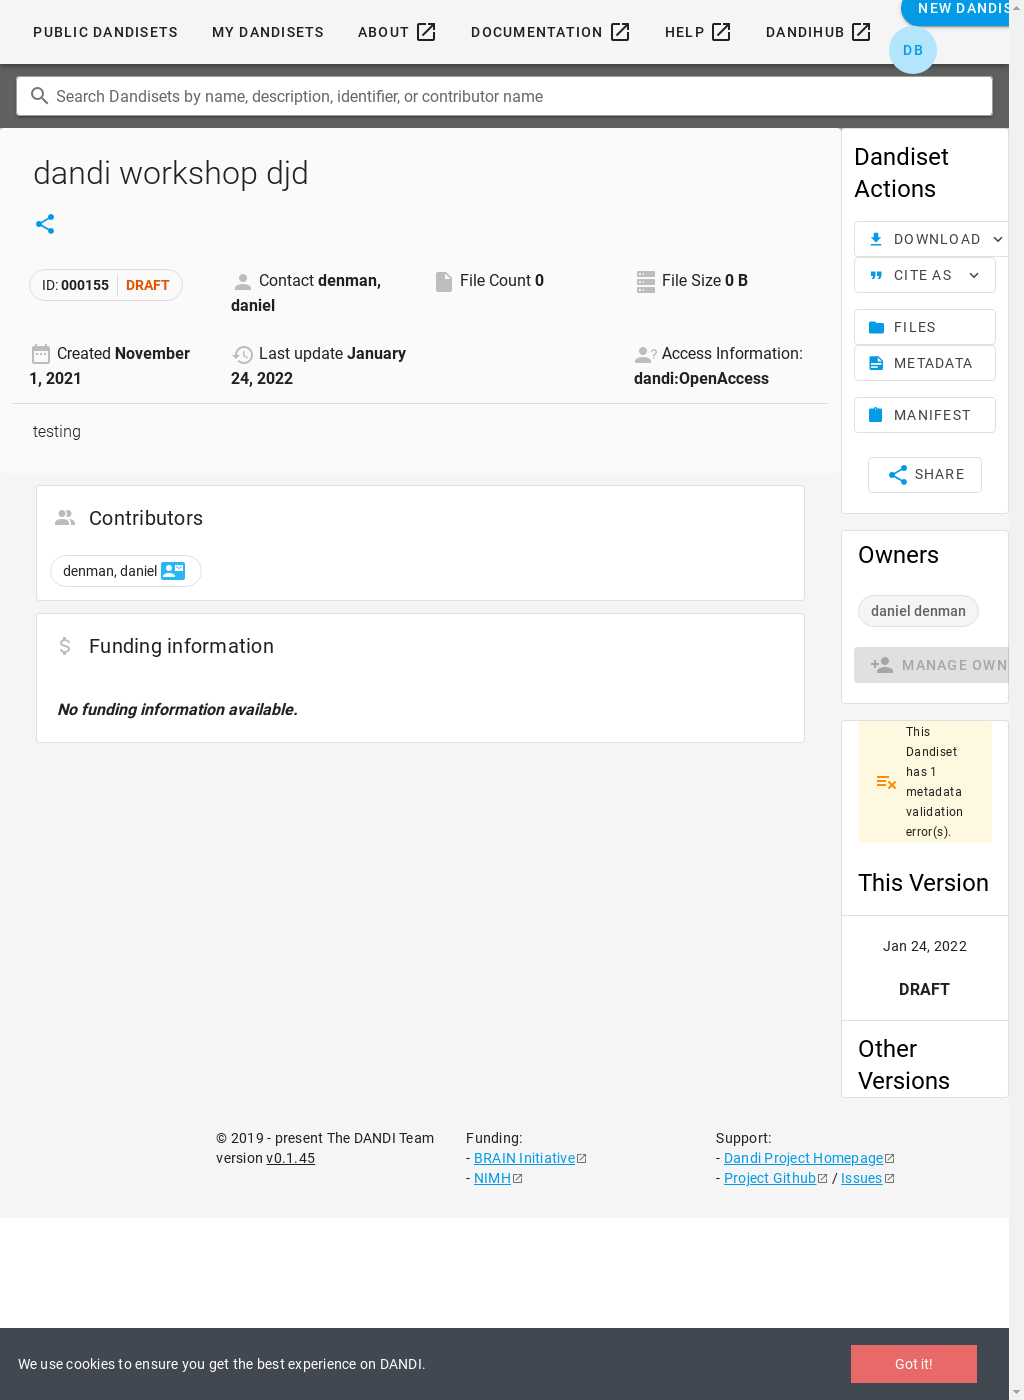 PUBLIC DANDISETS MY DANDISETS ABOUT DOCUMENTATION HELP DANDIHUB
DB
Search Dandisets by name, description, identifier, or contributor name
dandi workshop djd
ID: 000155 DRAFT
Contact denman,
daniel
File Count 0
File Size 0 B
Created November
1, 2021
Last update January
24, 2022
Access Information:
dandi:OpenAccess
testing
Contributors
denman, daniel
Funding information
No funding information available.
Dandiset
Actions
DOWNLOAD
CITE AS
FILES
METADATA
MANIFEST
SHARE
Owners
daniel denman
MANAGE OWN
This
Dandiset
has 1
metadata
validation
error(s).
This Version
Jan 24, 2022
DRAFT
Other
Versions
© 2019 - present The DANDI Team
version v0.1.45
Funding:
- BRAIN Initiative
- NIMH
Support:
- Dandi Project Homepage
- Project Github / Issues
We use cookies to ensure you get the best experience on DANDI.
Got it!